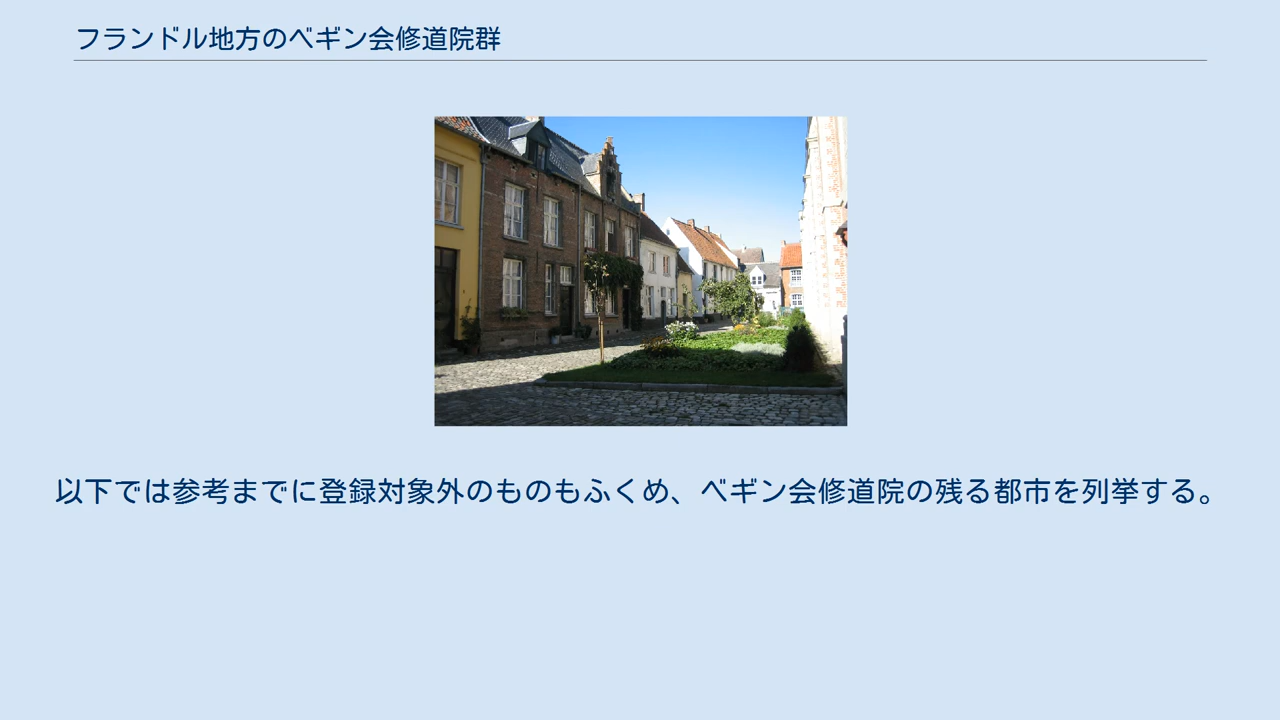 フランドル地方のベギン会修道院群
以下では参考までに登録対象外のものもふくめ、ベギン会修道院の残る都市を列挙する。